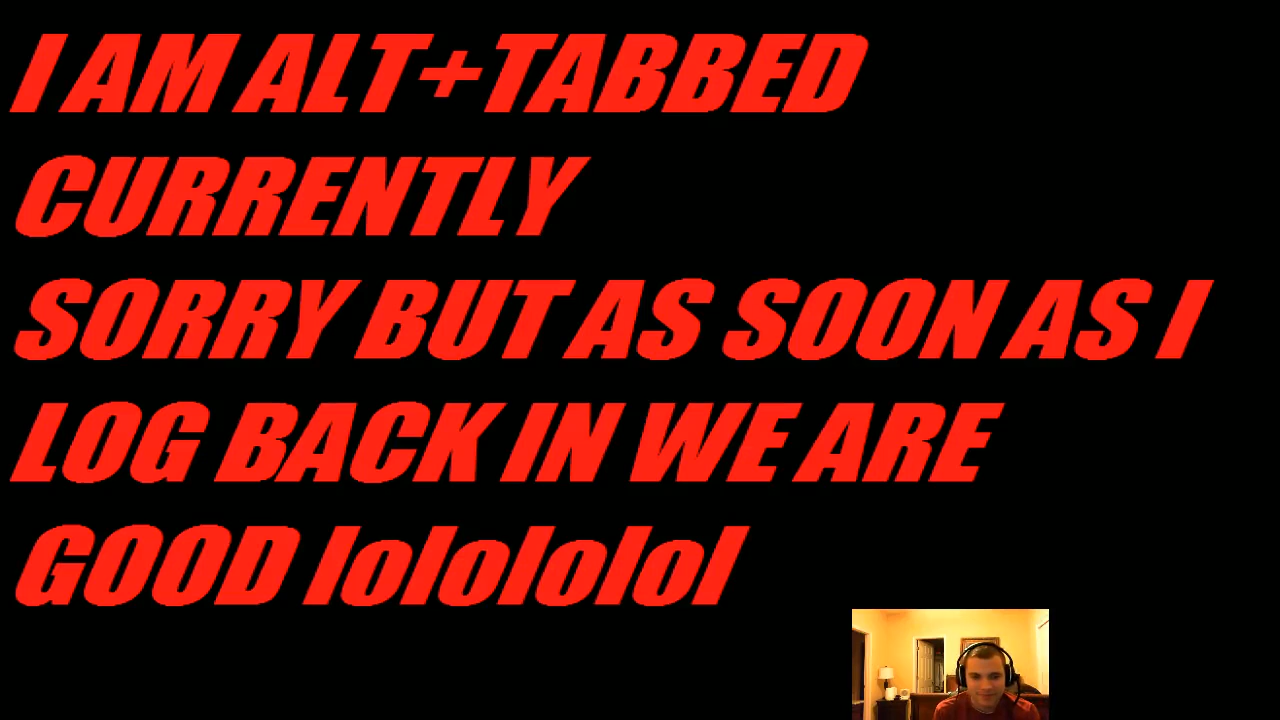 I AM ALT+TABBED
CURRENTLY
SORRY BUT AS SOON AS I
LOG BACK IN WE ARE
GOOD lolololol